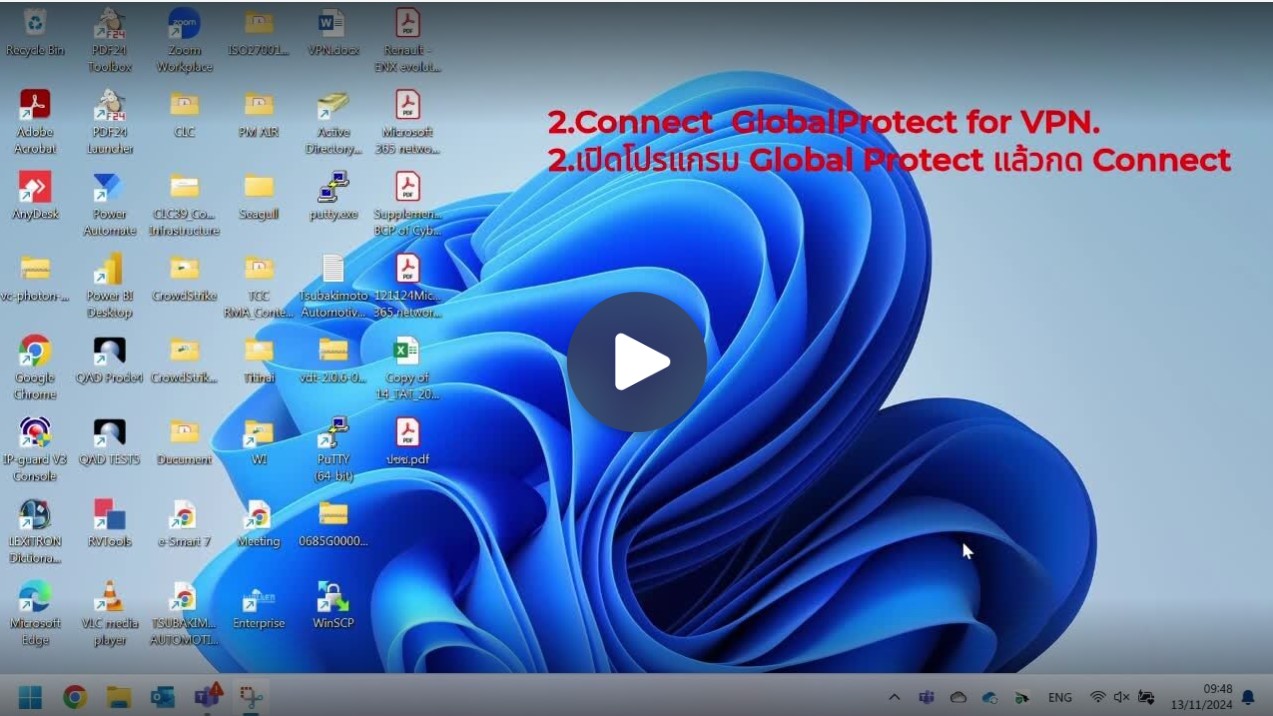 2.Connect GlobalProtect for VPN.
2.เปิดโปรแกรม Global Protect แล้วกด Connect
Recycle Bin
PDF24 Toolbox
Zoom Workplace
ISO27001...
VPN.docx
Renault - ENX evolut...
Adobe Acrobat
PDF24 Launcher
CLC
PM AIR
Active Directory...
Microsoft 365 netwo...
AnyDesk
Power Automate
CLC39 Co... Infrastructure
Seagull
putty.exe
Supplemen... BCP of Cyb...
vc-photon-...
Power BI Desktop
CrowdStrike
TCC RMA_Conte...
Tsubakimoto Automotiv...
121124Mic... 365 networ...
Google Chrome
QAD Prodet
CrowdStrik...
Titinai
vdt-2.0.6-0...
Copy of 14_TAT_20...
IP-guard V3 Console
QAD TEST5
Document
WI
PuTTY (64-bit)
ปชช.pdf
LEXiTRON Dictiona...
RVTools
e-Smart 7
Meeting
0685G0000...
Microsoft Edge
VLC media player
TSUBAKIM... AUTOMOTI...
Enterprise
WinSCP
ENG
09:48
13/11/2024